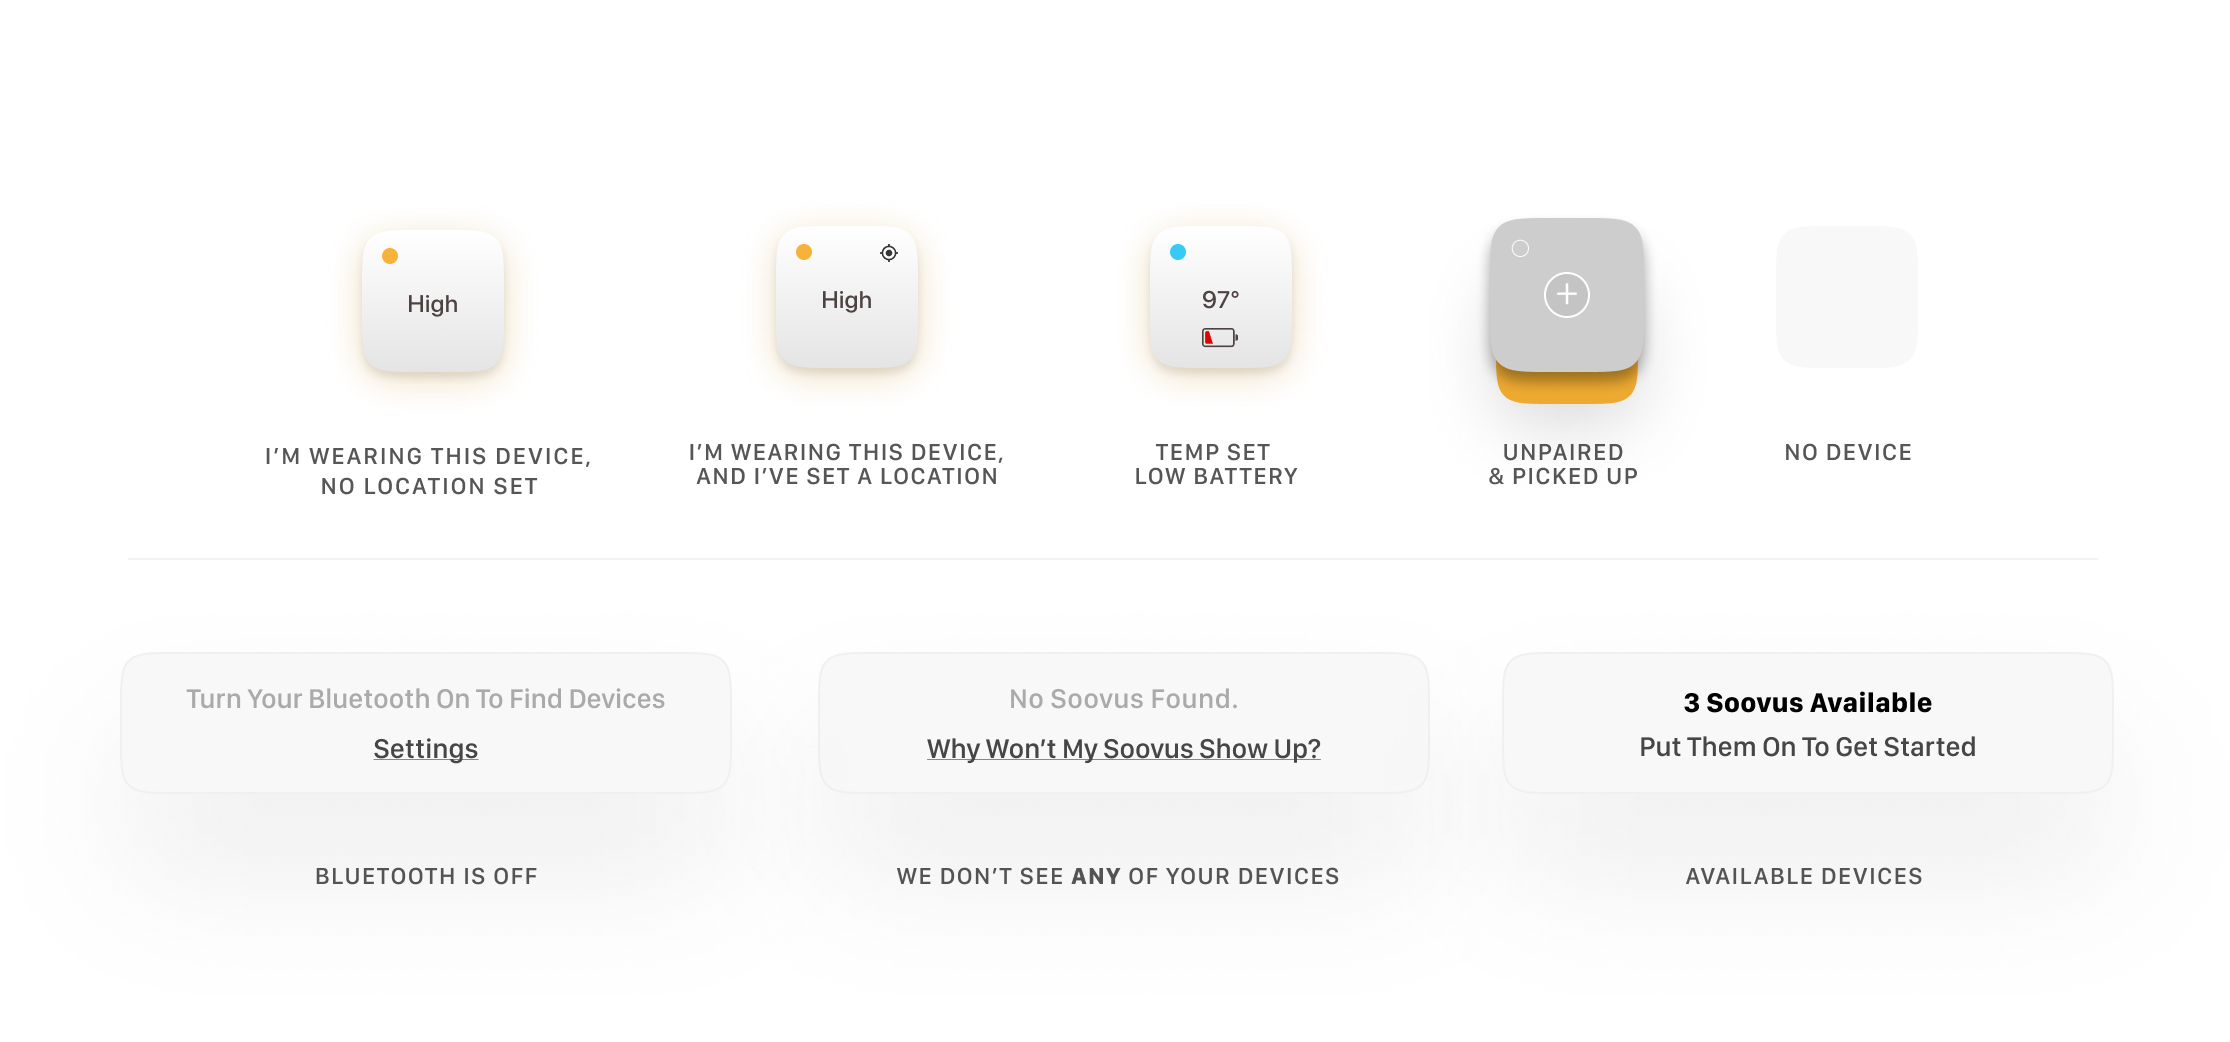 High
High
97°
I’M WEARING THIS DEVICE,
NO LOCATION SET
I’M WEARING THIS DEVICE,
AND I’VE SET A LOCATION
TEMP SET
LOW BATTERY
UNPAIRED
& PICKED UP
NO DEVICE
Turn Your Bluetooth On To Find Devices
Settings
No Soovus Found.
Why Won’t My Soovus Show Up?
3 Soovus Available
Put Them On To Get Started
BLUETOOTH IS OFF
WE DON’T SEE ANY OF YOUR DEVICES
AVAILABLE DEVICES